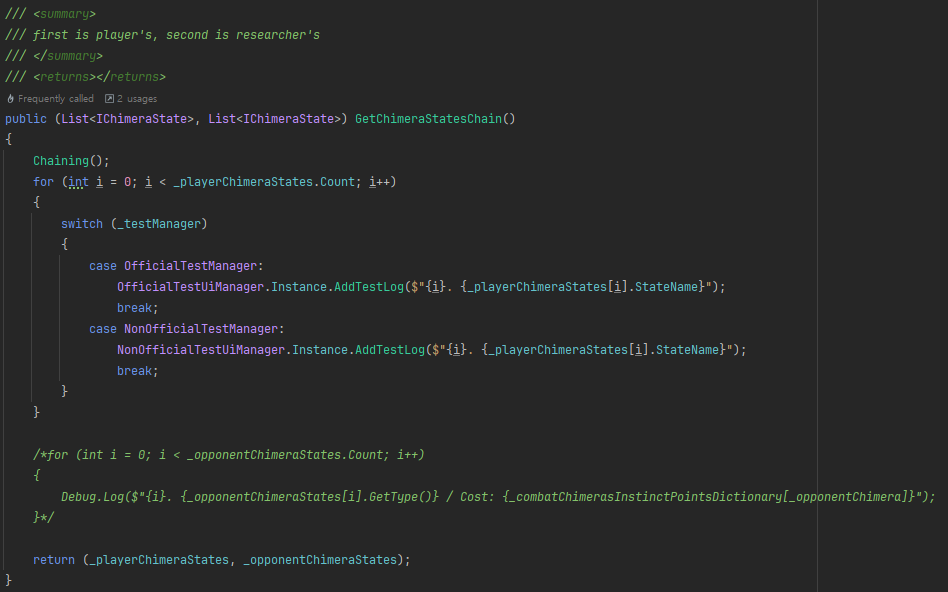 /// <summary>
/// first is player's, second is researcher's
/// </summary>
/// <returns></returns>
Frequently called 2 usages
public (List<IChimeraState>, List<IChimeraState>) GetChimeraStatesChain()
{
    Chaining();
    for (int i = 0; i < _playerChimeraStates.Count; i++)
    {
        switch (_testManager)
        {
            case OfficialTestManager:
                OfficialTestUiManager.Instance.AddTestLog($"{i}. {_playerChimeraStates[i].StateName}");
                break;
            case NonOfficialTestManager:
                NonOfficialTestUiManager.Instance.AddTestLog($"{i}. {_playerChimeraStates[i].StateName}");
                break;
        }
    }
    /*for (int i = 0; i < _opponentChimeraStates.Count; i++)
    {
        Debug.Log($"{i}. {_opponentChimeraStates[i].GetType()} / Cost: {_combatChimerasInstinctPointsDictionary[_opponentChimera]}");
    }*/
    return (_playerChimeraStates, _opponentChimeraStates);
}